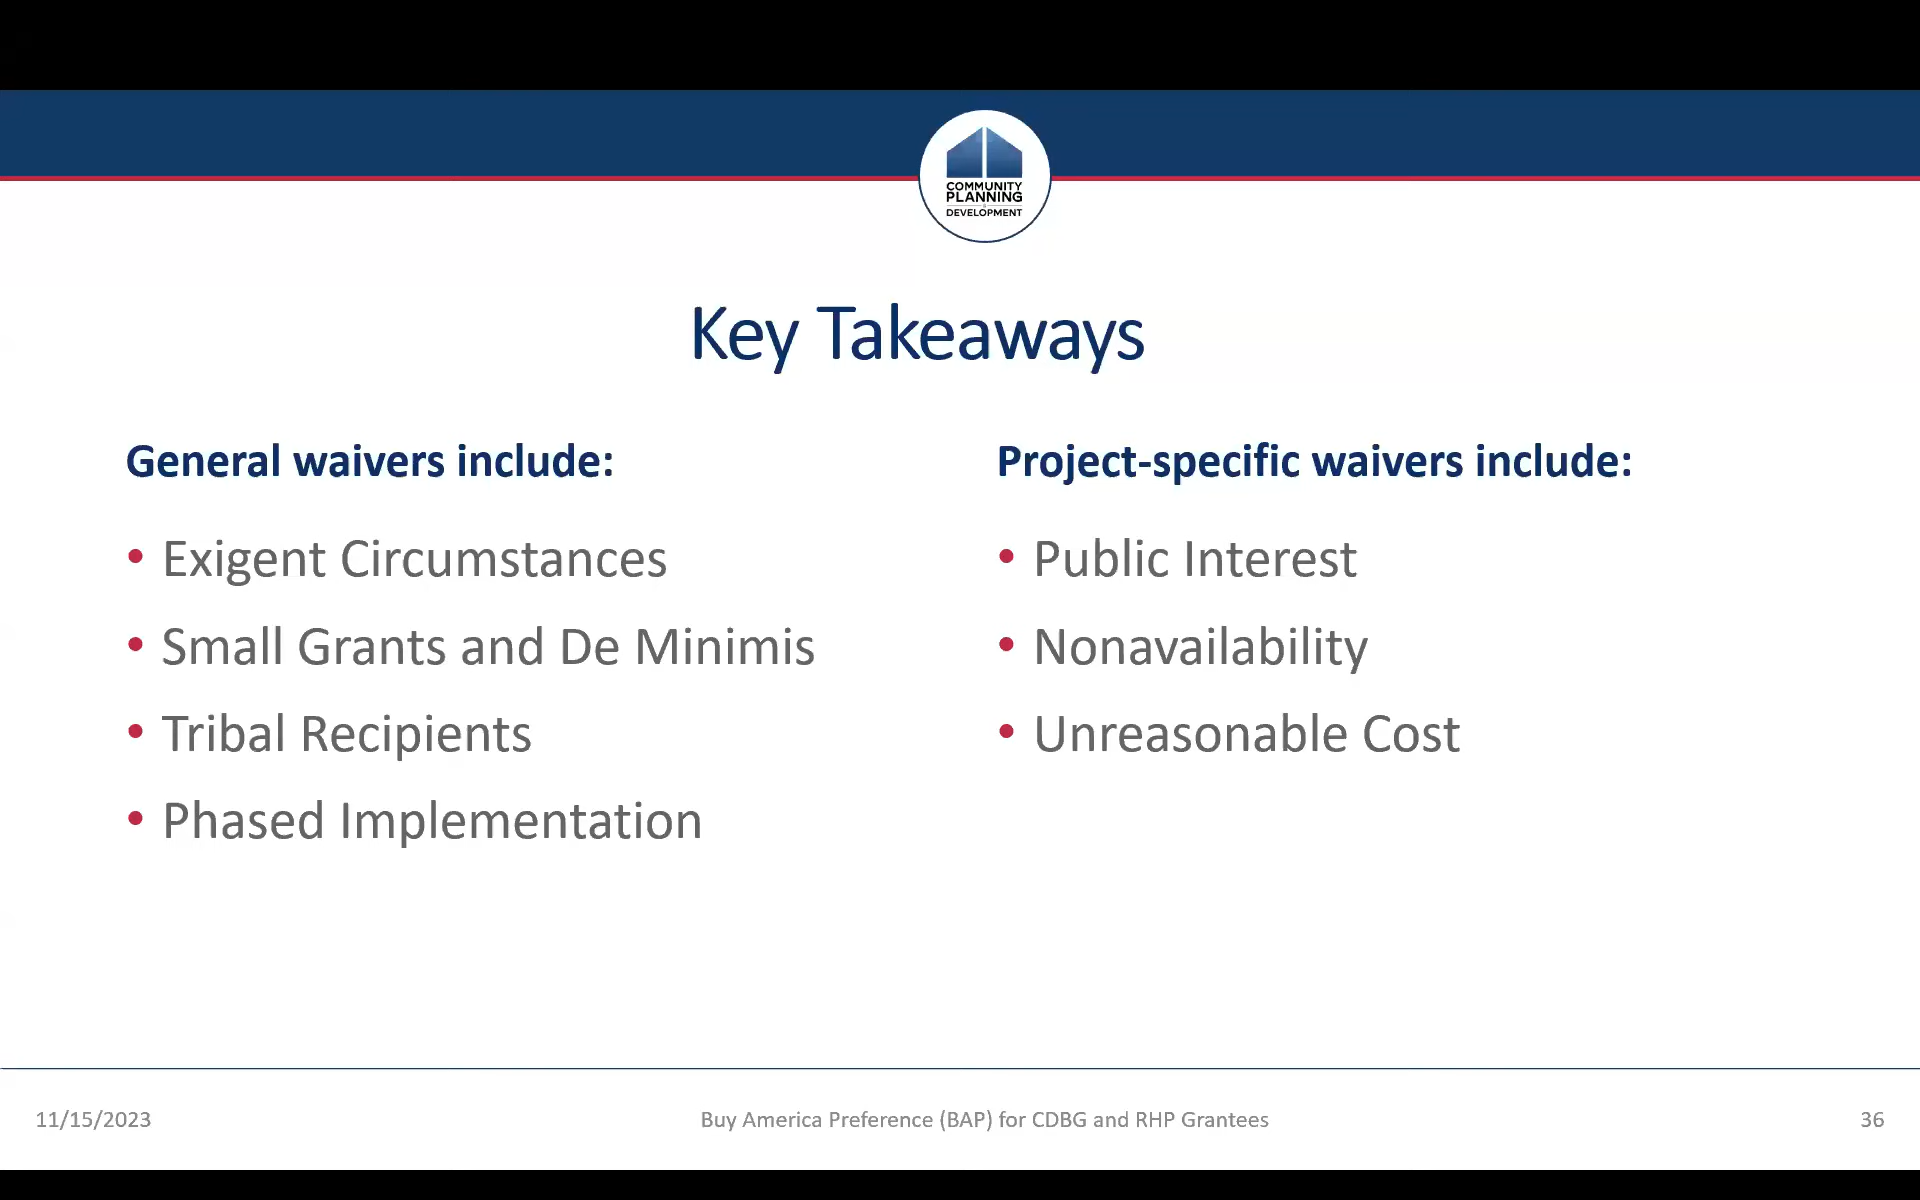 COMMUNITY
PLANNING
DEVELOPMENT
Key Takeaways
General waivers include:
• Exigent Circumstances
• Small Grants and De Minimis
• Tribal Recipients
• Phased Implementation
Project-specific waivers include:
• Public Interest
• Nonavailability
• Unreasonable Cost
11/15/2023
Buy America Preference (BAP) for CDBG and RHP Grantees
36